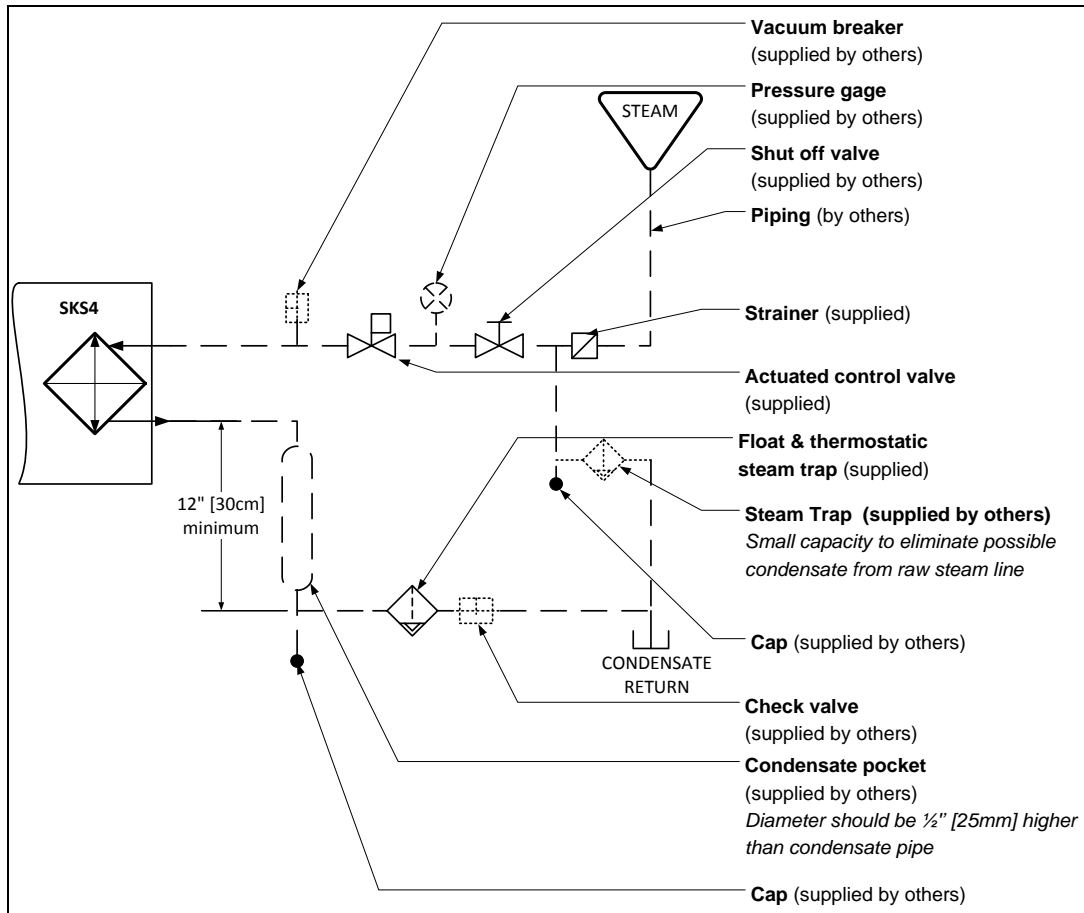 Vacuum breaker
(supplied by others)
Pressure gage
(supplied by others)
STEAM
Shut off valve
(supplied by others)
Piping (by others)
SKS4
Strainer (supplied)
Actuated control valve
(supplied)
Float & thermostatic
steam trap (supplied)
12" [30cm]
minimum
Steam Trap (supplied by others)
Small capacity to eliminate possible
condensate from raw steam line
Cap (supplied by others)
CONDENSATE
RETURN
Check valve
(supplied by others)
Condensate pocket
(supplied by others)
Diameter should be ½" [25mm] higher
than condensate pipe
Cap (supplied by others)